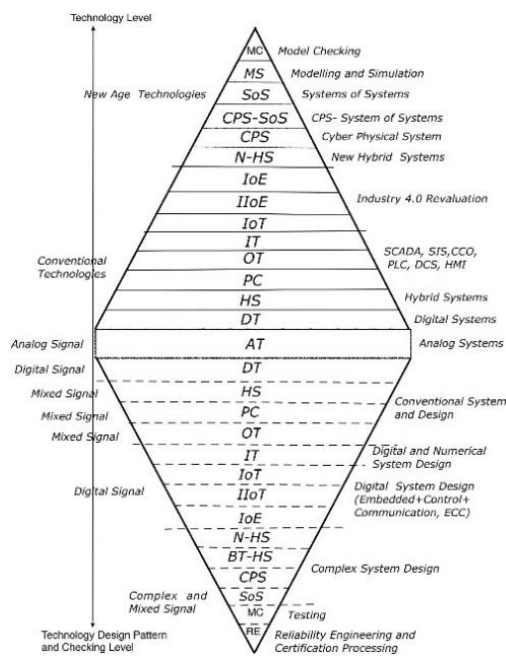 Technology Level
MC Model Checking
MS Modelling and Simulation
New Age Technologies SoS Systems of Systems
CPS-SoS CPS- System of Systems
CPS Cyber Physical System
N-HS New Hybrid Systems
IoE
IIoE Industry 4.0 Revaluation
IoT
IT
Conventional Technologies
OT
SCADA, SIS,CCO,
PLC, DCS, HMI
PC
HS Hybrid Systems
DT Digital Systems
Analog Signal AT Analog Systems
Digital Signal DT
Mixed Signal HS
Conventional System
and Design
Mixed Signal PC
Mixed Signal OT
IT
Digital and Numerical
System Design
IoT
Digital Signal IIoT
Digital System Design
(Embedded+Control+
Communication, ECC)
IoE
N-HS
BT-HS
CPS Complex System Design
Complex and
Mixed Signal
SoS
MC Testing
Technology Design Pattern
and Checking Level
RE
Reliability Engineering and
Certification Processing